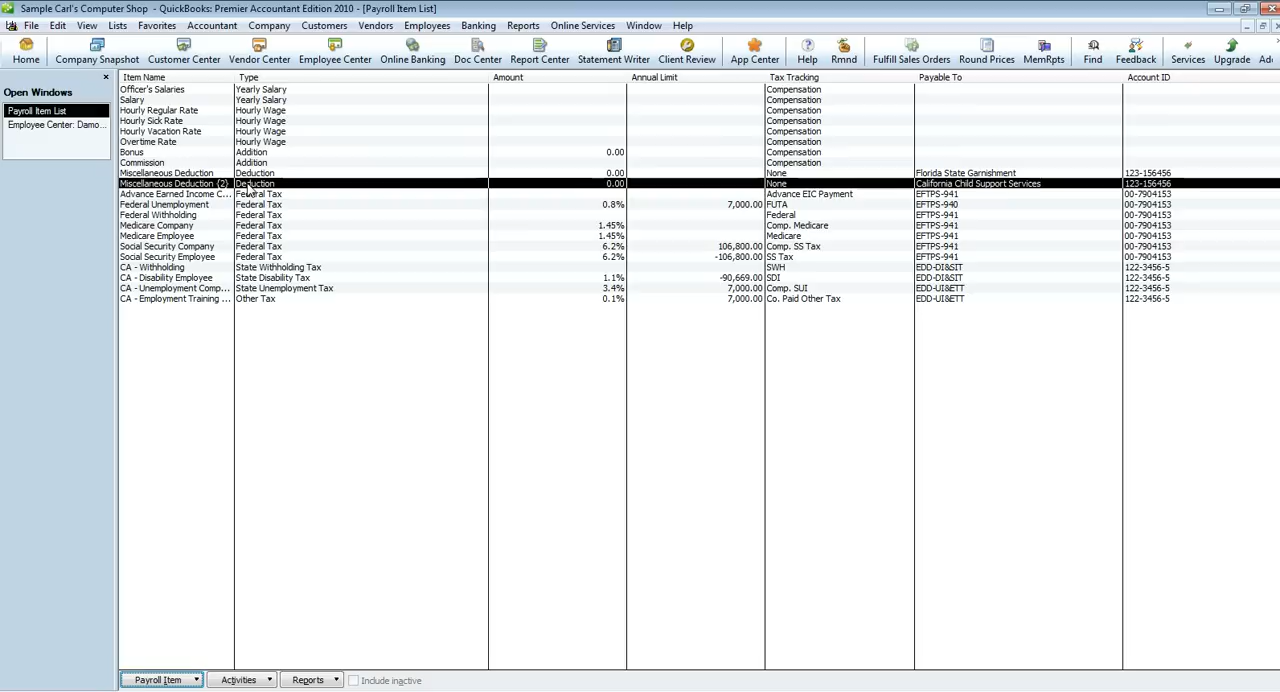 Sample Carl's Computer Shop - QuickBooks: Premier Accountant Edition 2010 - [Payroll Item List]
File Edit View Lists Favorites Accountant Company Customers Vendors Employees Banking Reports Online Services Window Help
Home Company Snapshot Customer Center Vendor Center Employee Center Online Banking Doc Center Report Center Statement Writer Client Review App Center Help Rmnd Fulfill Sales Orders Round Prices MemRpts Find Feedback Services Upgrade Ad
Open Windows
Payroll Item List
Employee Center: Damo...
Item Name Type Amount Annual Limit Tax Tracking Payable To Account ID
Officer's Salaries Yearly Salary Compensation
Salary Yearly Salary Compensation
Hourly Regular Rate Hourly Wage Compensation
Hourly Sick Rate Hourly Wage Compensation
Hourly Vacation Rate Hourly Wage Compensation
Overtime Rate Hourly Wage Compensation
Bonus Addition 0.00 Compensation
Commission Addition Compensation
Miscellaneous Deduction Deduction 0.00 None Florida State Garnishment 123-156456
Miscellaneous Deduction {2} Deduction 0.00 None California Child Support Services 123-156456
Advance Earned Income C... Federal Tax Advance EIC Payment EFTPS-941 00-7904153
Federal Unemployment Federal Tax 0.8% 7,000.00 FUTA EFTPS-940 00-7904153
Federal Withholding Federal Tax Federal EFTPS-941 00-7904153
Medicare Company Federal Tax 1.45% Comp. Medicare EFTPS-941 00-7904153
Medicare Employee Federal Tax 1.45% Medicare EFTPS-941 00-7904153
Social Security Company Federal Tax 6.2% 106,800.00 Comp. SS Tax EFTPS-941 00-7904153
Social Security Employee Federal Tax 6.2% -106,800.00 SS Tax EFTPS-941 00-7904153
CA - Withholding State Withholding Tax SWH EDD-DI&SIT 122-3456-5
CA - Disability Employee State Disability Tax 1.1% -90,669.00 SDI EDD-DI&SIT 122-3456-5
CA - Unemployment Comp... State Unemployment Tax 3.4% 7,000.00 Comp. SUI EDD-UI&ETT 122-3456-5
CA - Employment Training ... Other Tax 0.1% 7,000.00 Co. Paid Other Tax EDD-UI&ETT 122-3456-5
Payroll Item Activities Reports Include inactive